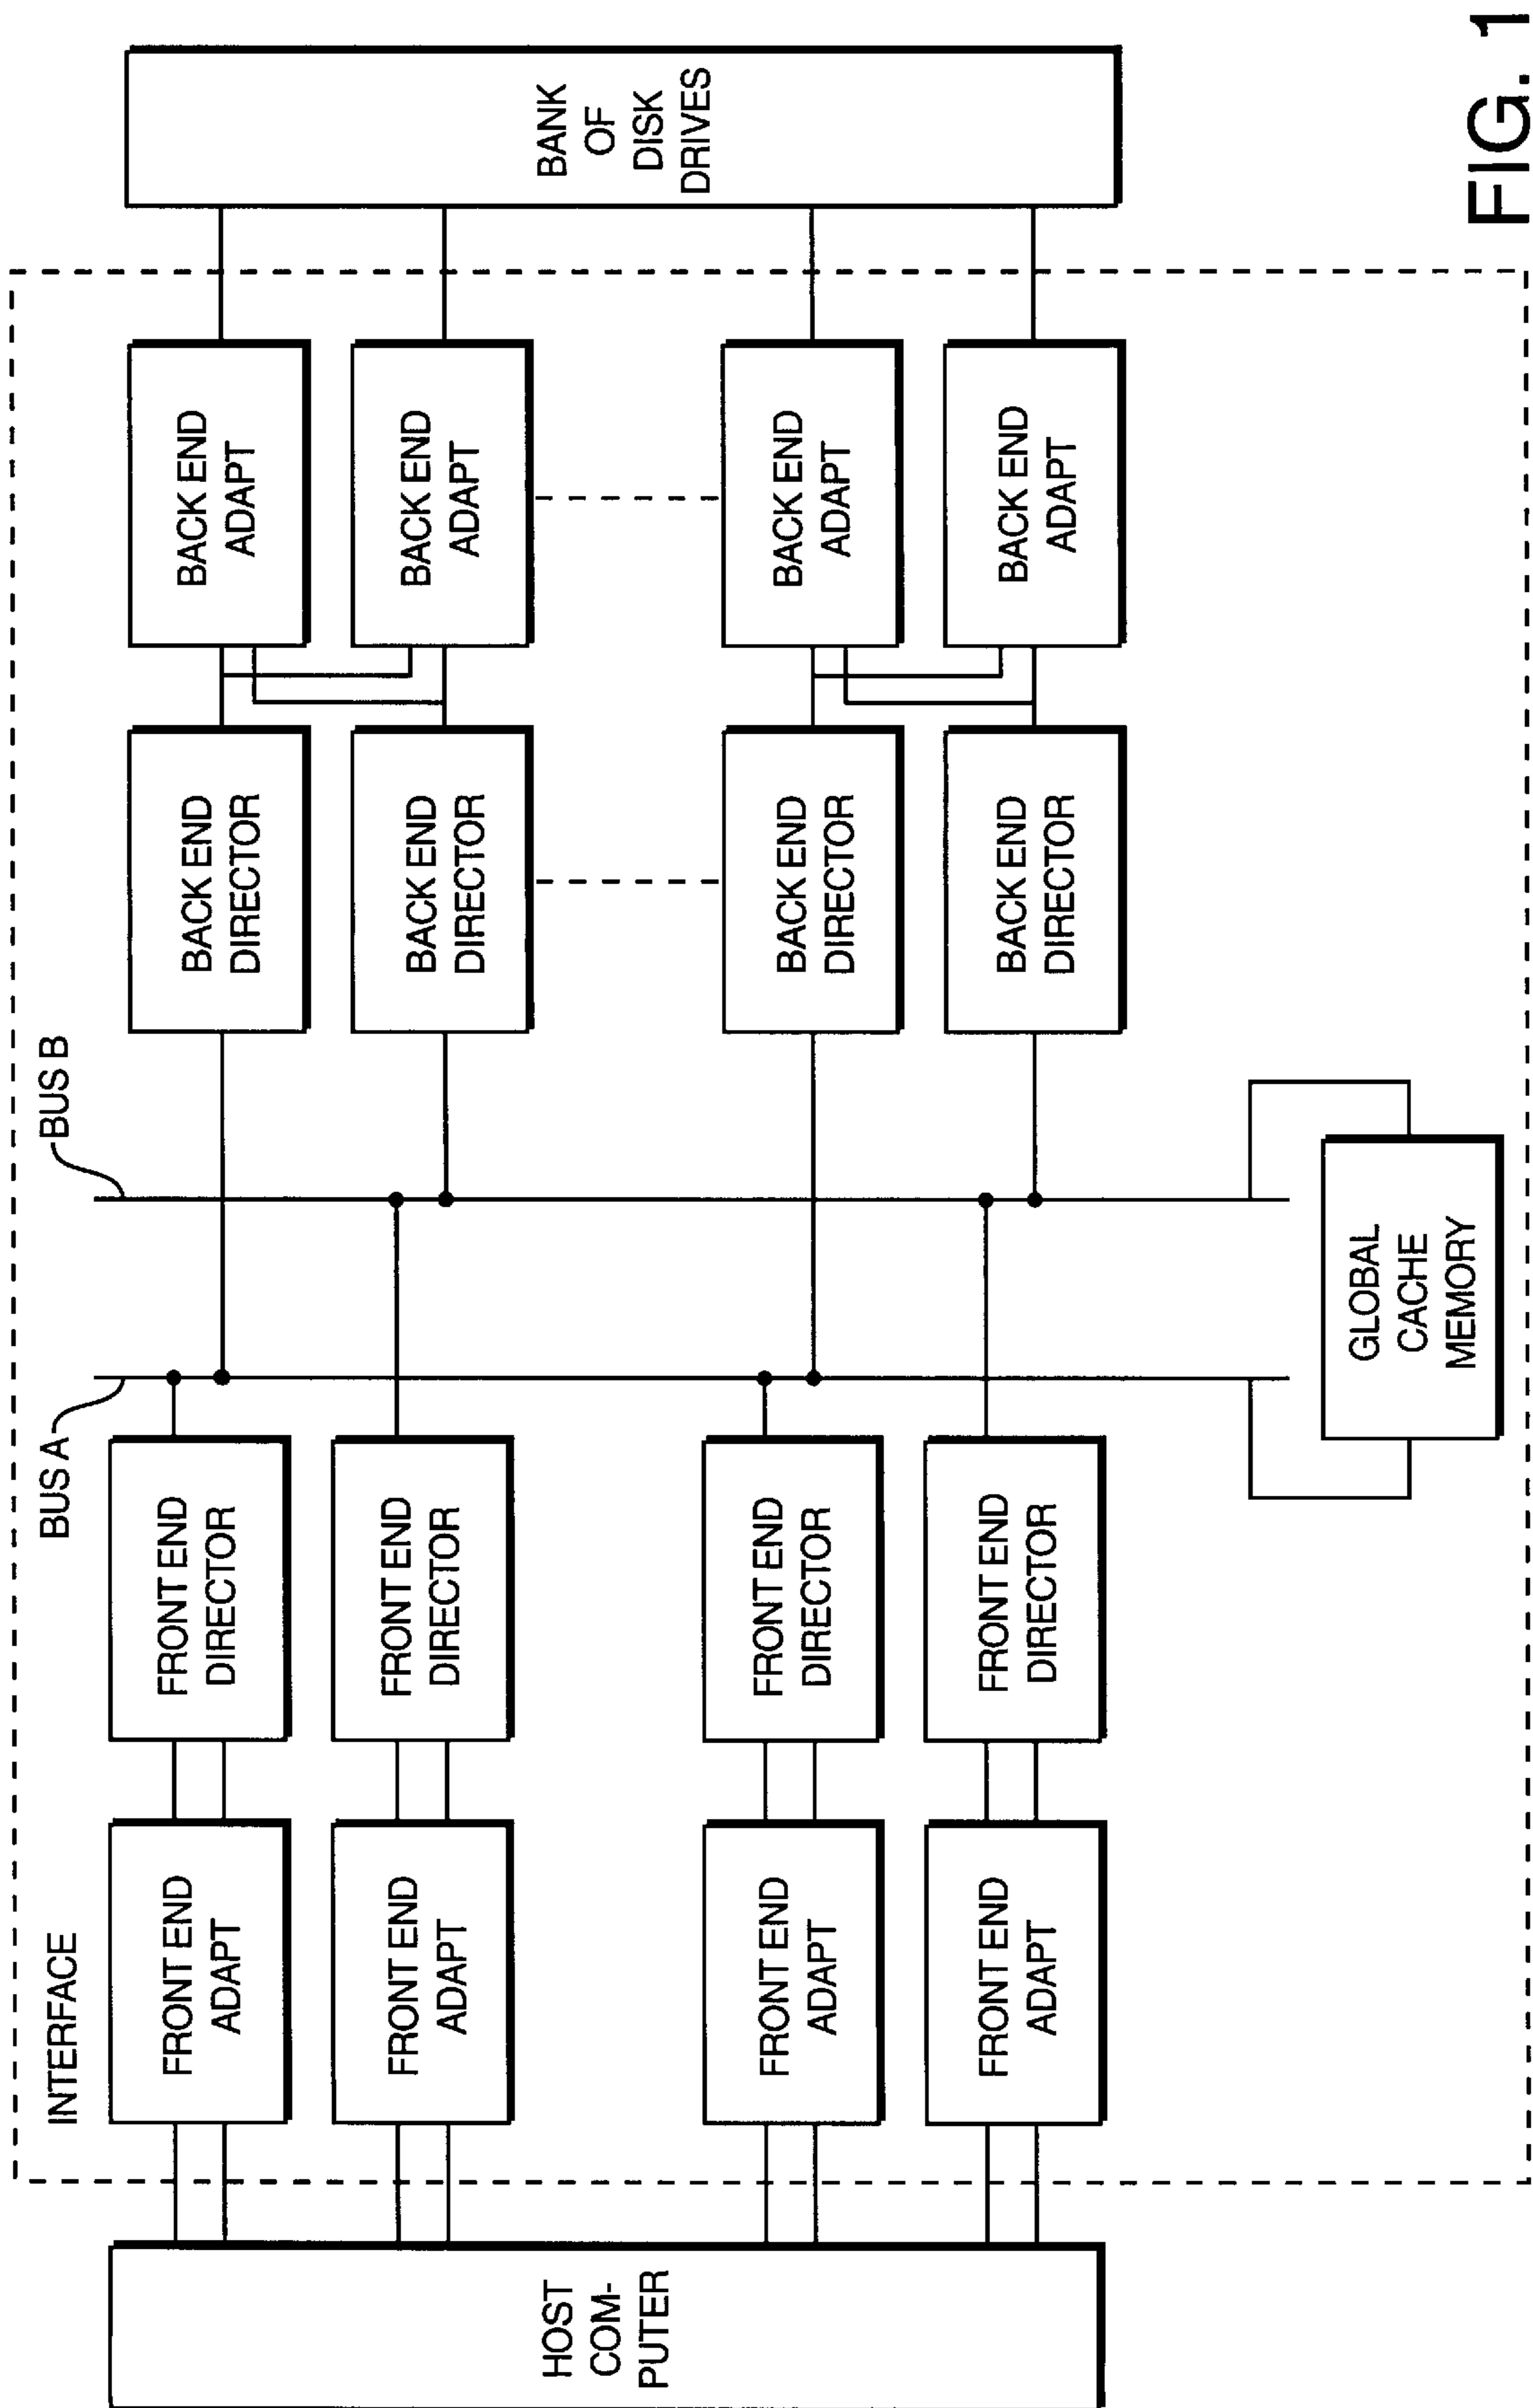 INTERFACE
BUS A
BUS B
HOST
COM-
PUTER
FRONT END
ADAPT
FRONT END
DIRECTOR
BACK END
DIRECTOR
BACK END
ADAPT
BANK
OF
DISK
DRIVES
FRONT END
ADAPT
FRONT END
DIRECTOR
BACK END
DIRECTOR
BACK END
ADAPT
FRONT END
ADAPT
FRONT END
DIRECTOR
BACK END
DIRECTOR
BACK END
ADAPT
FRONT END
ADAPT
FRONT END
DIRECTOR
BACK END
DIRECTOR
BACK END
ADAPT
GLOBAL
CACHE
MEMORY
FIG. 1